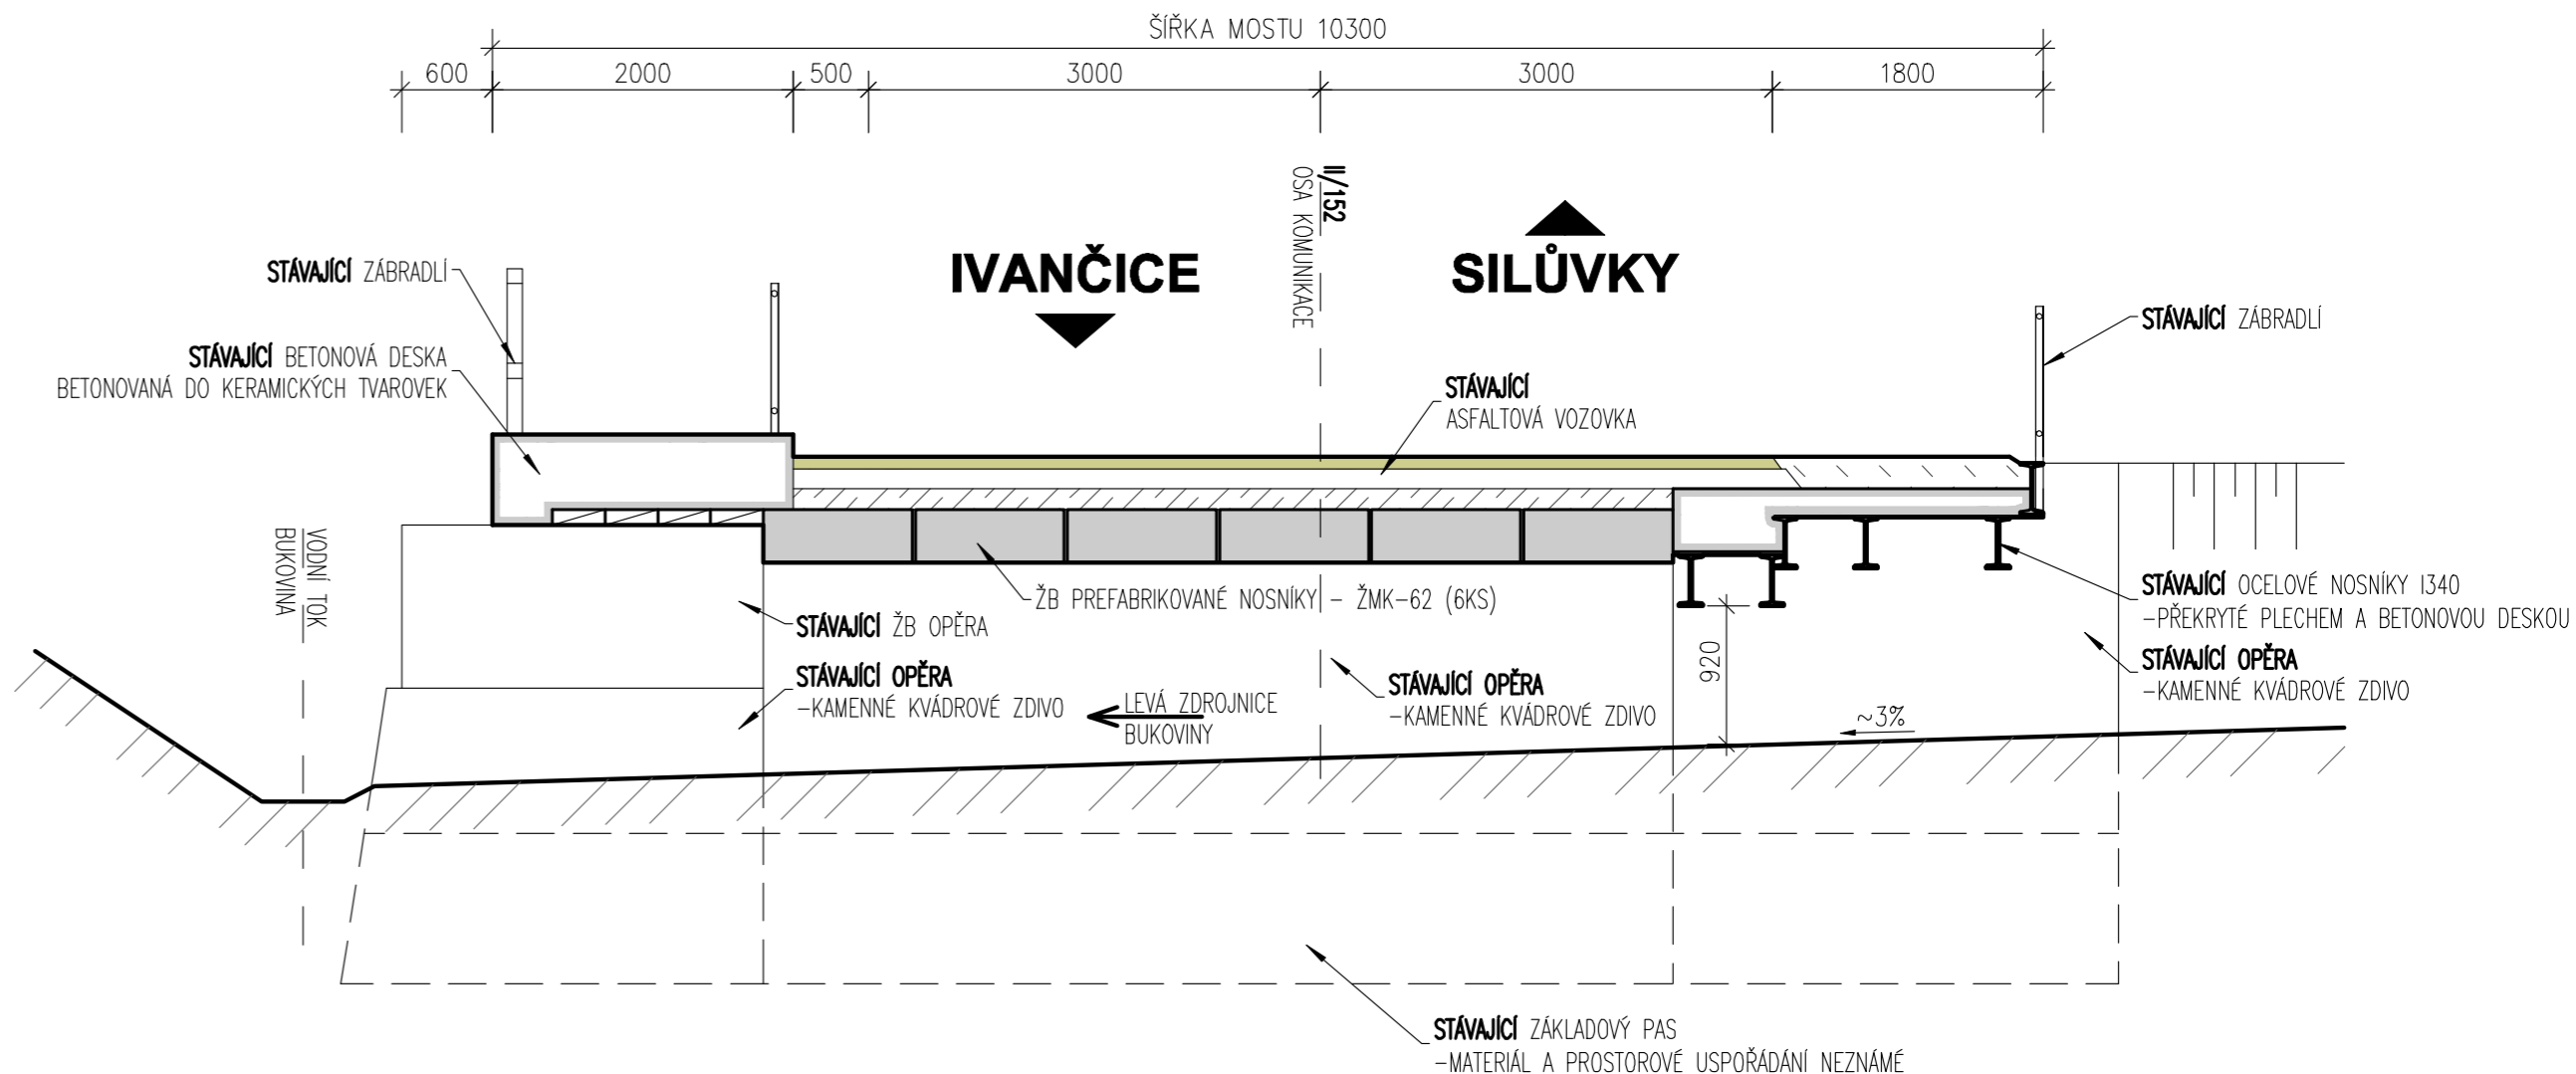 ŠÍŘKA MOSTU 10300
600
2000
500
3000
3000
1800
II/152
OSA KOMUNIKACE
IVANČICE
SILŮVKY
STÁVAJÍCÍ ZÁBRADLÍ
STÁVAJÍCÍ BETONOVÁ DESKA
BETONOVANÁ DO KERAMICKÝCH TVAROVEK
STÁVAJÍCÍ
ASFALTOVÁ VOZOVKA
STÁVAJÍCÍ ZÁBRADLÍ
VODNÍ TOK
BUKOVINA
ŽB PREFABRIKOVANÉ NOSNÍKY - ŽMK-62 (6KS)
STÁVAJÍCÍ ŽB OPĚRA
STÁVAJÍCÍ OPĚRA
-KAMENNÉ KVÁDROVÉ ZDIVO
LEVÁ ZDROJNICE
BUKOVINY
STÁVAJÍCÍ OPĚRA
-KAMENNÉ KVÁDROVÉ ZDIVO
920
~3%
STÁVAJÍCÍ OCELOVÉ NOSNÍKY I340
-PŘEKRYTÉ PLECHEM A BETONOVOU DESKOU
STÁVAJÍCÍ OPĚRA
-KAMENNÉ KVÁDROVÉ ZDIVO
STÁVAJÍCÍ ZÁKLADOVÝ PAS
-MATERIÁL A PROSTOROVÉ USPOŘÁDÁNÍ NEZNÁMÉ